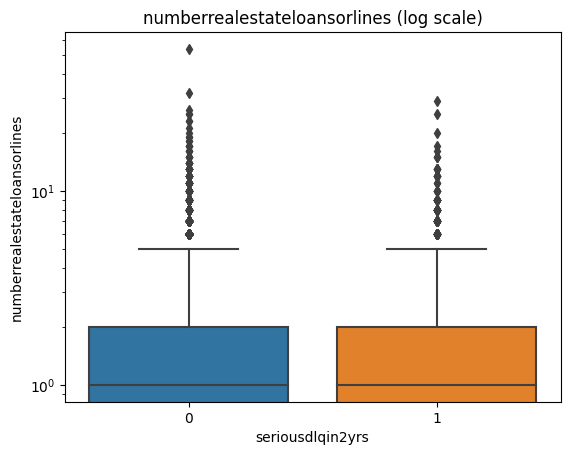 numberrealestateloansorlines (log scale)
numberrealestateloansorlines
10¹
10⁰
0 1
seriousdlqin2yrs